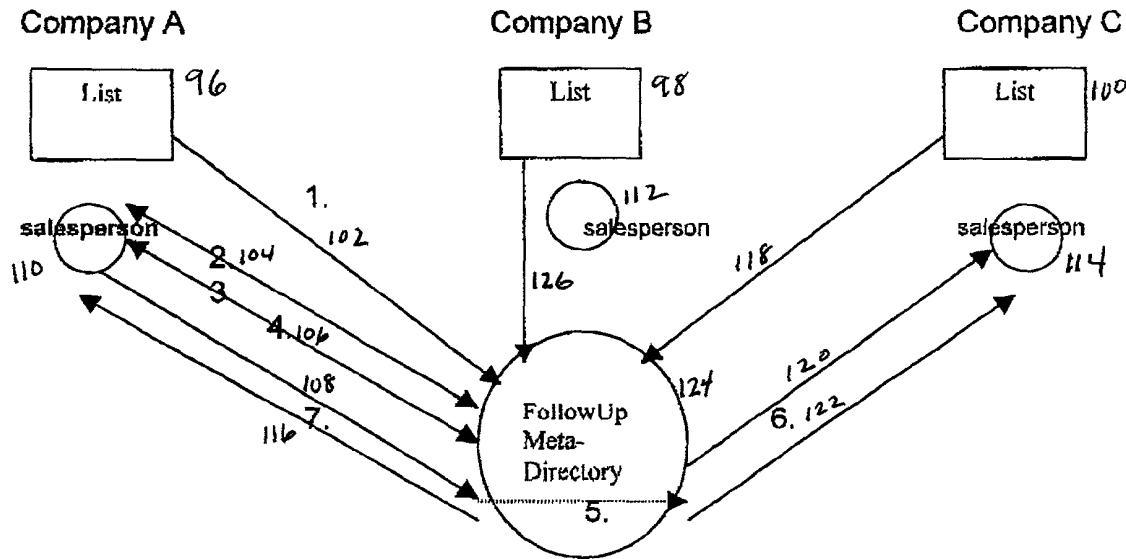 Company A Company B Company C
List 96 List 98 List 100
1.
102
salesperson 112
salesperson salesperson
110 2. 104 118 114
3 126
4. 106
108 120
7. 124
116 FollowUp 6. 122
Meta-
Directory
5.